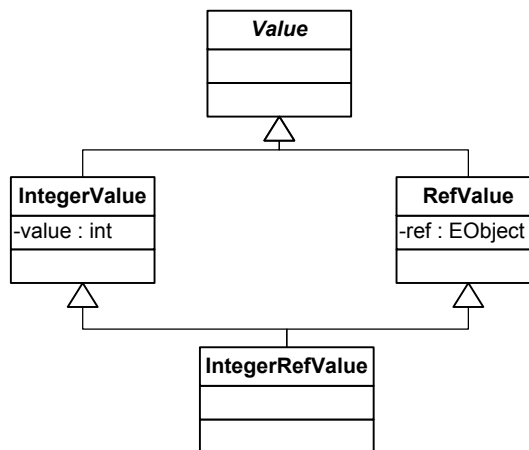 Value
IntegerValue
-value : int
RefValue
-ref : EObject
IntegerRefValue